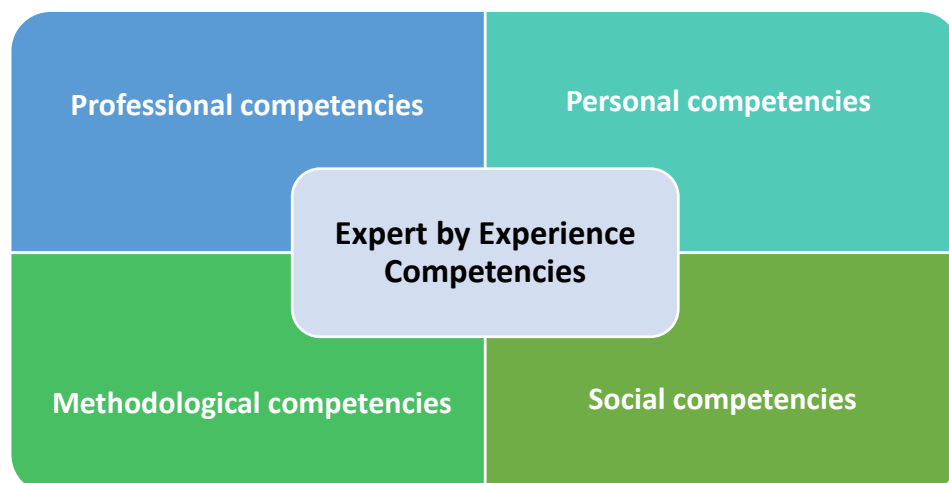 Professional competencies
Personal competencies
Expert by Experience
Competencies
Methodological competencies
Social competencies